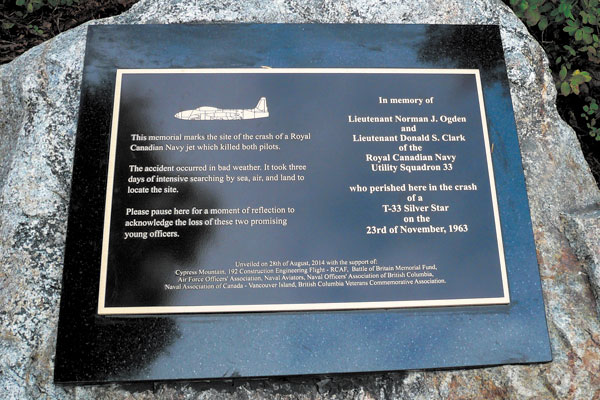 This memorial marks the site of the crash of a Royal
Canadian Navy jet which killed both pilots.
The accident occurred in bad weather. It took three
days of intensive searching by sea, air, and land to
locate the site.
Please pause here for a moment of reflection to
acknowledge the loss of these two promising
young officers.
In memory of
Lieutenant Norman J. Ogden
and
Lieutenant Donald S. Clark
of the
Royal Canadian Navy
Utility Squadron 33
who perished here in the crash
of a
T-33 Silver Star
on the
23rd of November, 1963
Unveiled on 28th of August, 2014 with the support of:
Cypress Mountain, 192 Construction Engineering Flight - RCAF, Battle of Britain Memorial Fund,
Air Force Officers' Association, Naval Aviators, Naval Officers' Association of British Columbia,
Naval Association of Canada - Vancouver Island, British Columbia Veterans Commemorative Association.